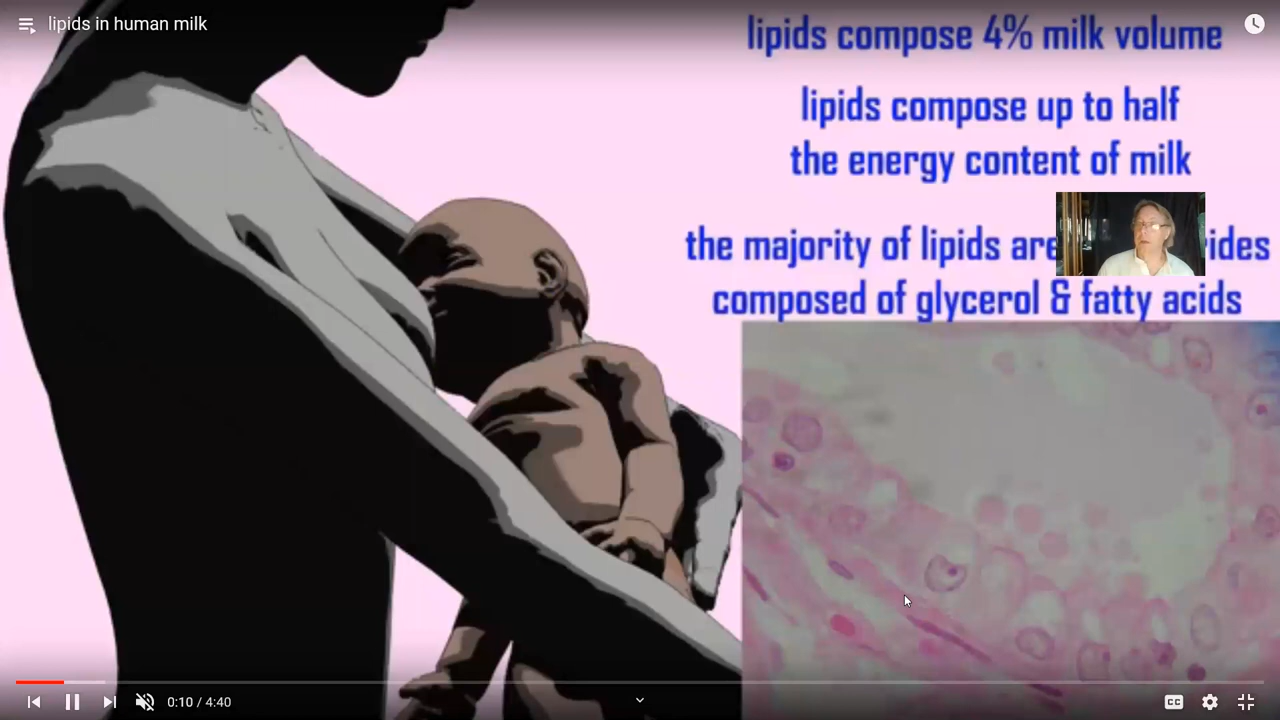 lipids in human milk
lipids compose 4% milk volume
lipids compose up to half
the energy content of milk
the majority of lipids are
composed of glycerol & fatty acids
0:10 / 4:40
CC